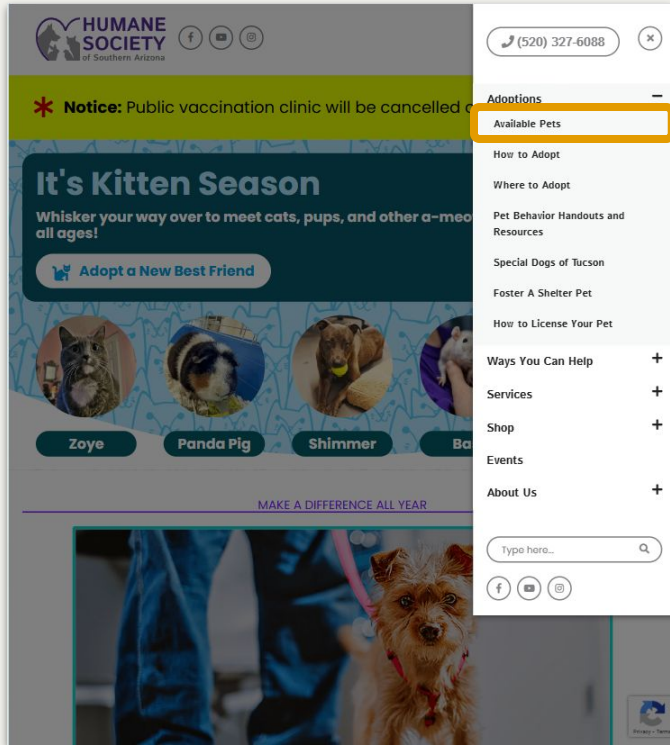 HUMANE
SOCIETY
of Southern Arizona
Notice: Public vaccination clinic will be cancelled
It's Kitten Season
Whisker your way over to meet cats, pups, and other a-meo
all ages!
Adopt a New Best Friend
Zoye
Panda Pig
Shimmer
Ba
MAKE A DIFFERENCE ALL YEAR
(520) 327-6088
Adoptions
Available Pets
How to Adopt
Where to Adopt
Pet Behavior Handouts and
Resources
Special Dogs of Tucson
Foster A Shelter Pet
How to License Your Pet
Ways You Can Help
Services
Shop
Events
About Us
Type here...